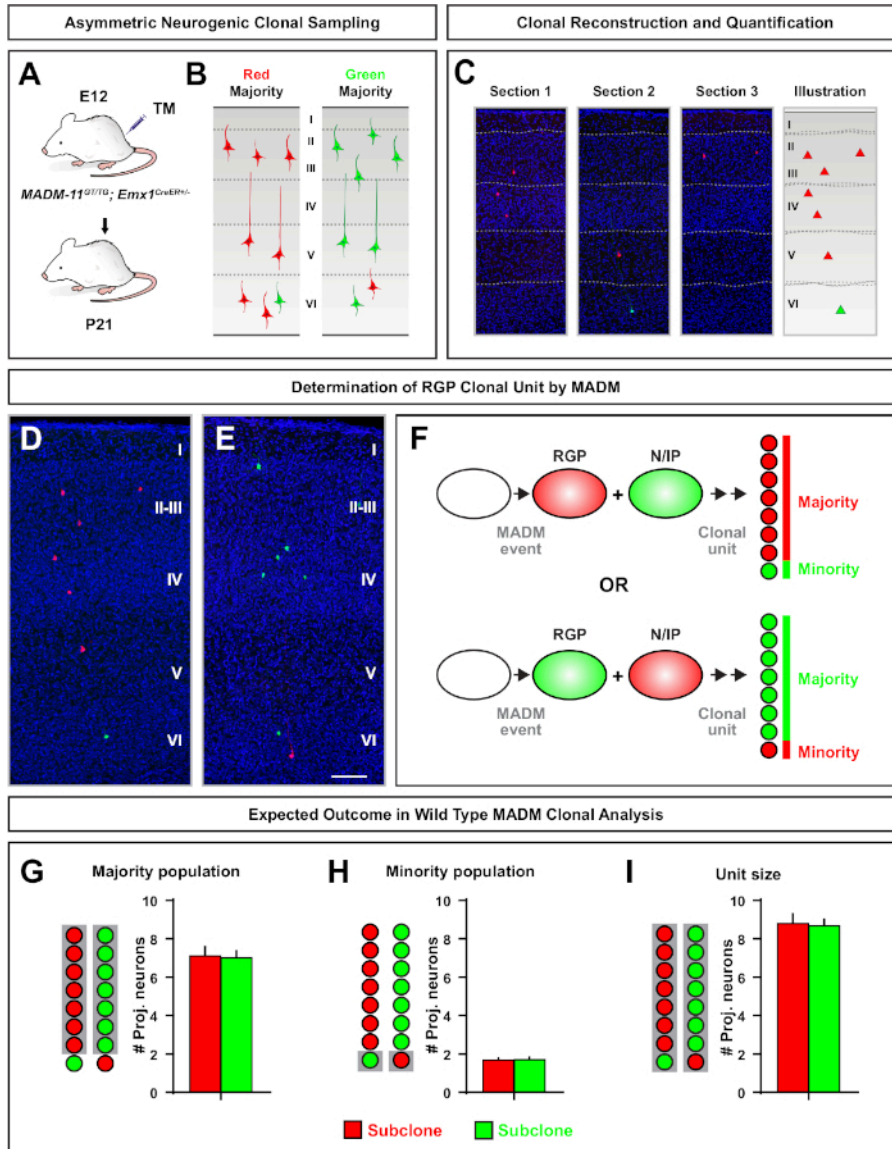 Asymmetric Neurogenic Clonal Sampling
Clonal Reconstruction and Quantification
A
E12
TM
MADM-11GT/TG; Emx1CreER+/-
P21
B
Red
Majority
Green
Majority
I
II
III
IV
V
VI
C
Section 1
Section 2
Section 3
Illustration
I
II
III
IV
V
VI
Determination of RGP Clonal Unit by MADM
D
I
II-III
IV
V
VI
E
I
II-III
IV
V
VI
F
RGP
N/IP
+
MADM
event
Clonal
unit
Majority
Minority
OR
RGP
N/IP
+
MADM
event
Clonal
unit
Majority
Minority
Expected Outcome in Wild Type MADM Clonal Analysis
G
Majority population
# Proj. neurons
10
8
6
4
2
0
H
Minority population
# Proj. neurons
10
8
6
4
2
0
I
Unit size
# Proj. neurons
10
8
6
4
2
0
Subclone
Subclone